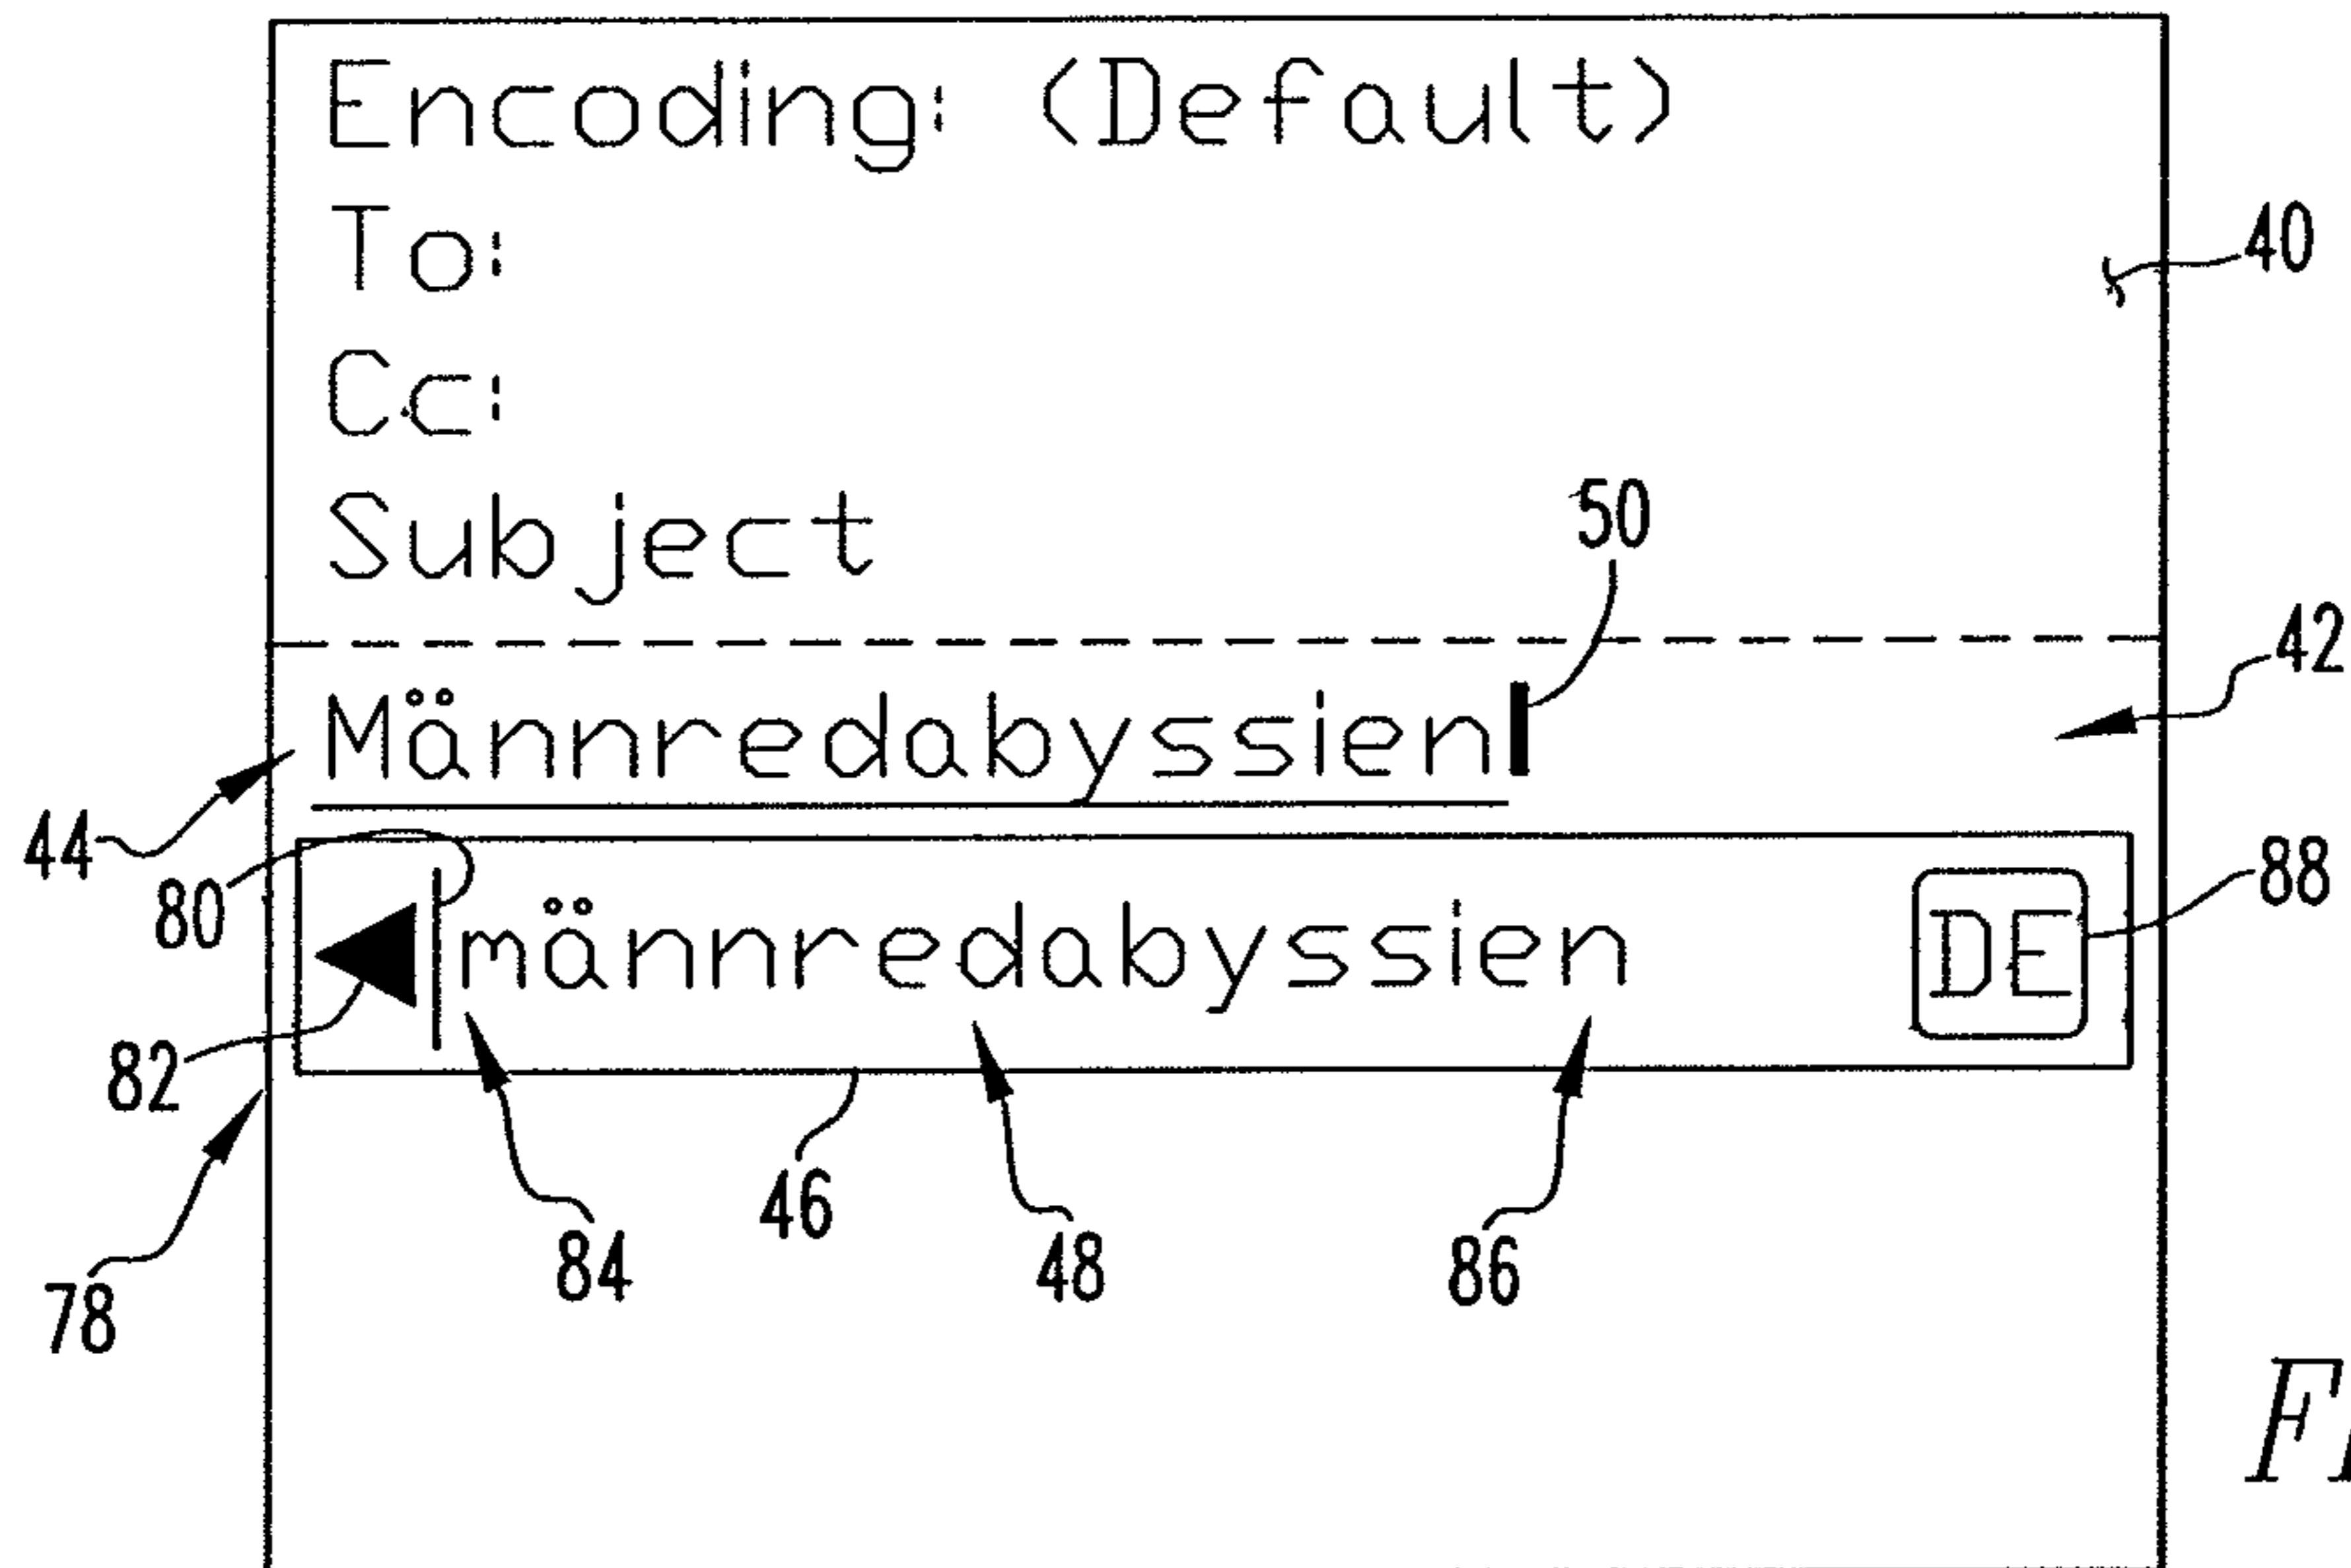 Encoding: (Default)
To:
40
Cc:
Subject
50
42
Männredabyssien
44
80
männredabyssien
DE
88
82
46
84
48
86
78